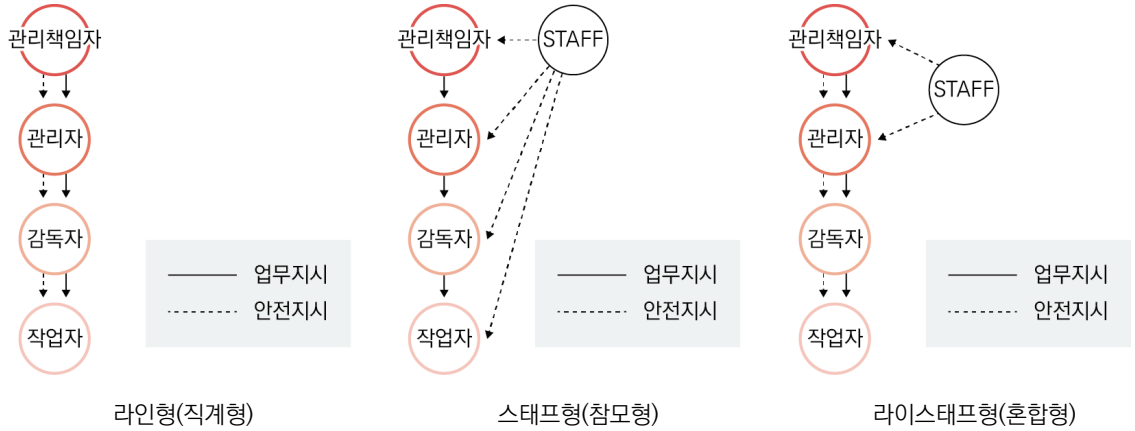 관리책임자
관리자
감독자
작업자
업무지시
안전지시
라인형(직계형)
관리책임자
STAFF
관리자
감독자
작업자
업무지시
안전지시
스태프형(참모형)
관리책임자
STAFF
관리자
감독자
작업자
업무지시
안전지시
라이스태프형(혼합형)